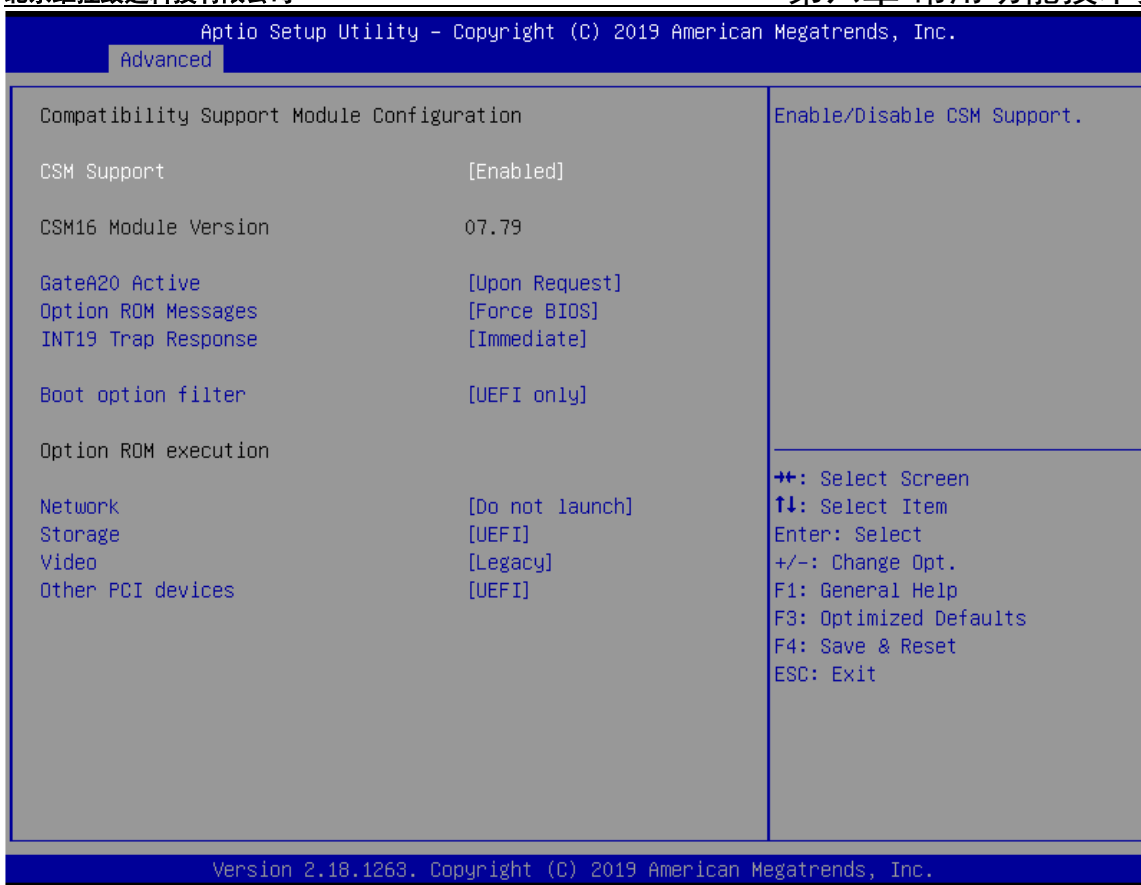 Aptio Setup Utility – Copyright (C) 2019 American Megatrends, Inc.
Advanced
Compatibility Support Module Configuration
Enable/Disable CSM Support.
CSM Support [Enabled]
CSM16 Module Version 07.79
GateA20 Active [Upon Request]
Option ROM Messages [Force BIOS]
INT19 Trap Response [Immediate]
Boot option filter [UEFI only]
Option ROM execution
Network [Do not launch]
Storage [UEFI]
Video [Legacy]
Other PCI devices [UEFI]
→←: Select Screen
↑↓: Select Item
Enter: Select
+/-: Change Opt.
F1: General Help
F3: Optimized Defaults
F4: Save & Reset
ESC: Exit
Version 2.18.1263. Copyright (C) 2019 American Megatrends, Inc.